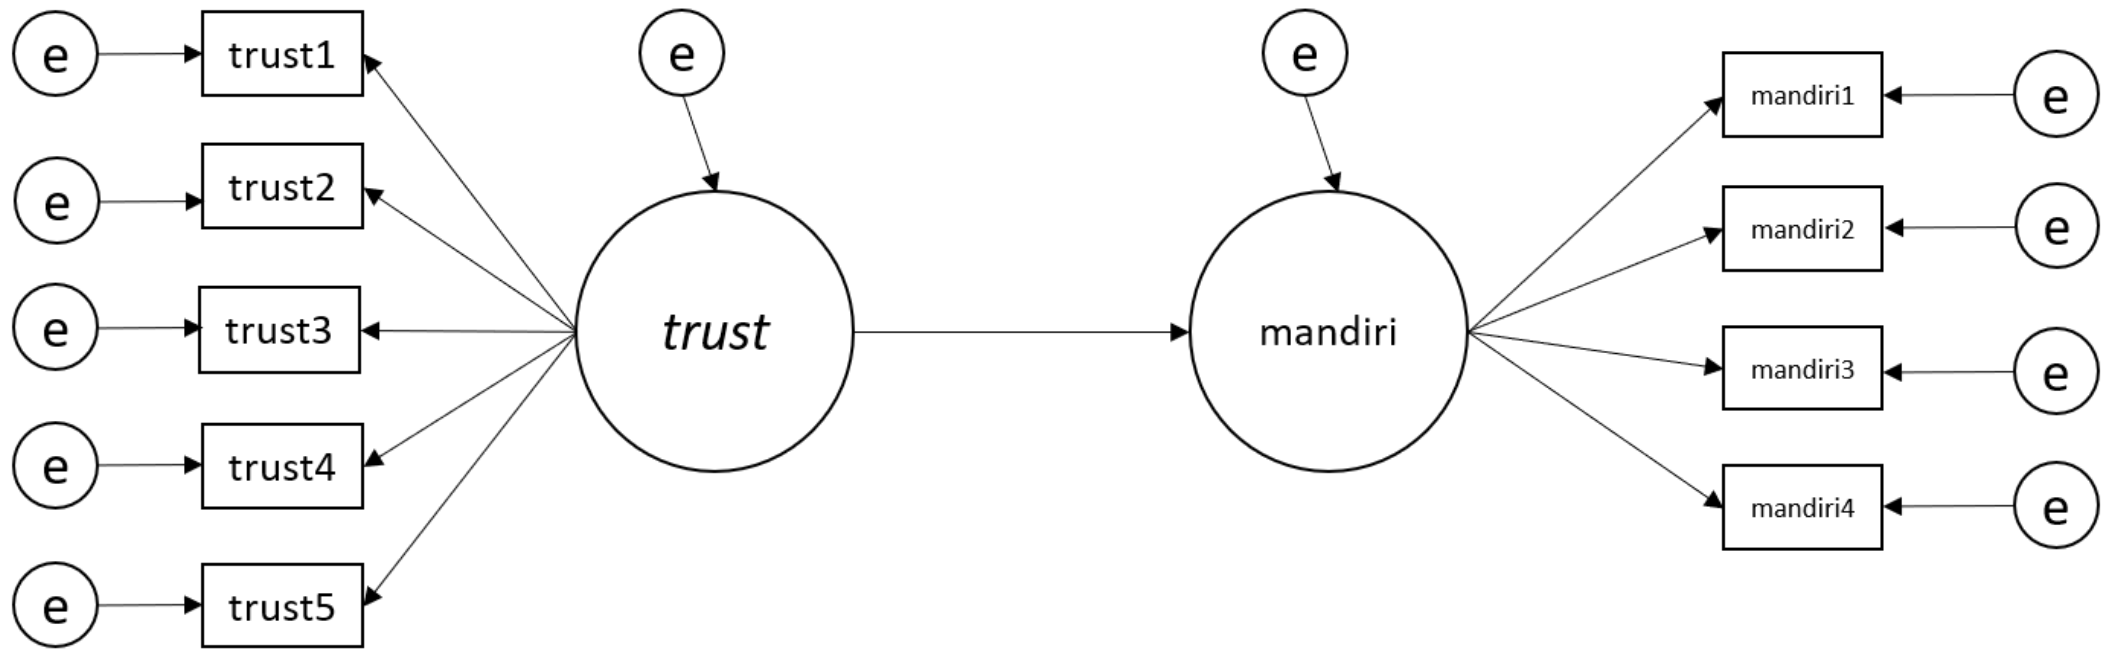 e
trust1
e
trust2
e
trust3
e
trust4
e
trust5
e
trust
e
mandiri
mandiri1
e
mandiri2
e
mandiri3
e
mandiri4
e